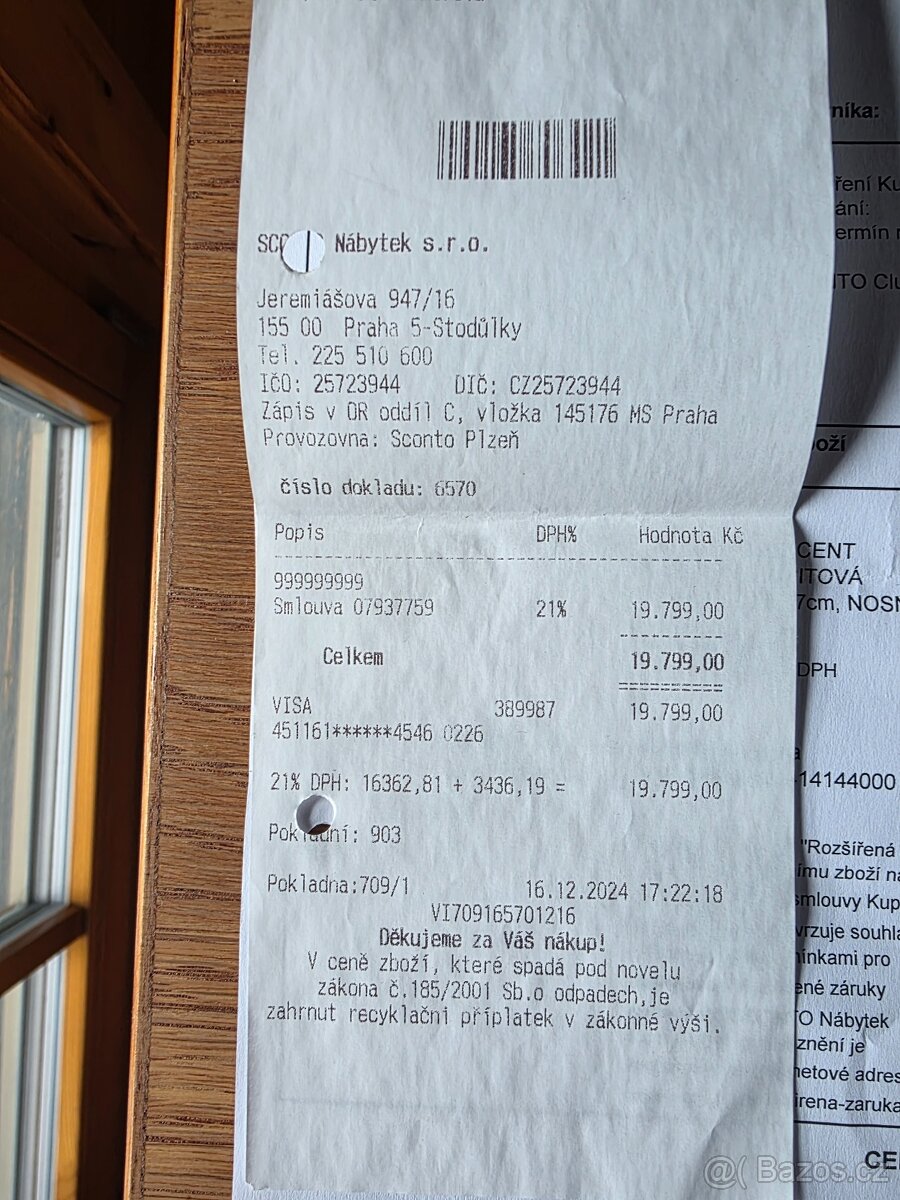 Nábytek s.r.o.
Jeremiášova 947/16
155 00 Praha 5-Stodůlky
Tel. 225 510 600
IČO: 25723944 DIč: CZ25723944
Zápis v OR oddíl C, vložka 145176 MS Praha
Provozovna: Sconto Plzeň
číslo dokladu: 6570
Popis DPH% Hodnota Kč
999999999
Smlouva 07937759 21% 19.799,00
Celkem 19.799,00
VISA 389987 19.799,00
451161******4546 0226
21% DPH: 16362,81 + 3436,19 = 19.799,00
Pokladní: 903
Pokladna:709/1 16.12.2024 17:22:18
VI709165701216
Děkujeme za Váš nákup!
V ceně zboží, které spadá pod novelu
zákona č.185/2001 Sb.o odpadech,je
zahrnut recyklační příplatek v zákonné výši.
níka:
ření Ku
ání:
ermín
TO Clu
oží
CENT
ITOVÁ
7cm, NOSN
DPH
a
-14144000
"Rozšířená
ímu zboží na
smlouvy Kup
vrzuje souhla
mínkami pro
ené záruky
TO Nábytek
znění je
netové adres
irena-zaruka
CE
@( Bazos.cz